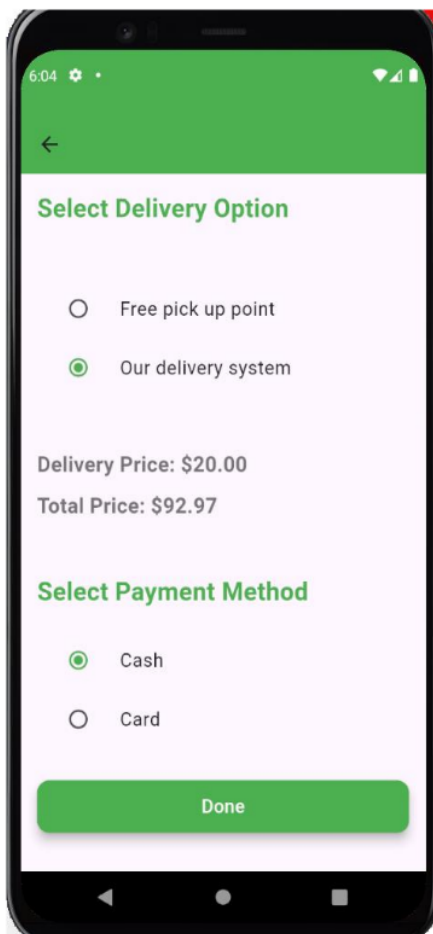 6:04
Select Delivery Option
Free pick up point
Our delivery system
Delivery Price: $20.00
Total Price: $92.97
Select Payment Method
Cash
Card
Done